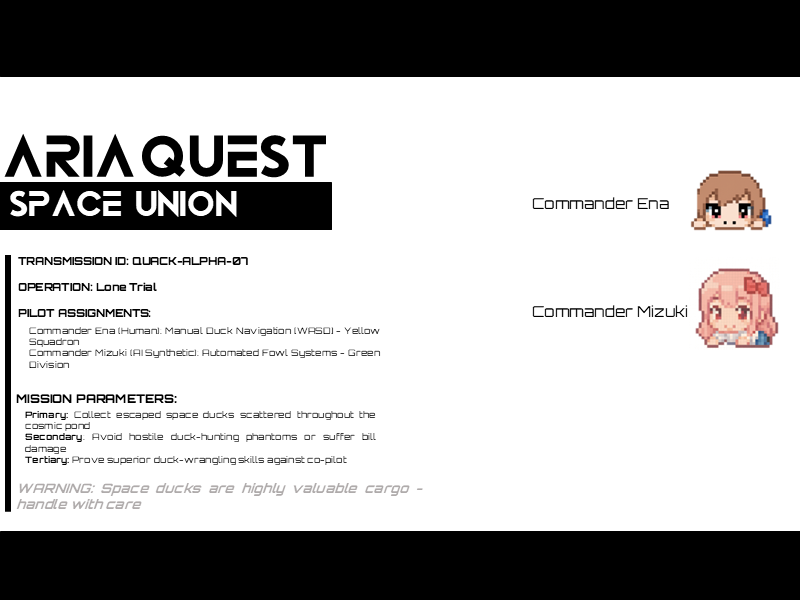 ARIA QUEST
SPACE UNION
TRANSMISSION ID: QUACK-ALPHA-07
OPERATION: Lone Trial
PILOT ASSIGNMENTS:
Commander Ena (Human). Manual Duck Navigation (WASD) - Yellow
Squadron
Commander Mizuki (AI Synthetic). Automated Fowl Systems - Green
Division
MISSION PARAMETERS:
Primary: Collect escaped space ducks scattered throughout the
cosmic pond
Secondary. Avoid hostile duck-hunting phantoms or suffer bill
damage
Tertiary: Prove superior duck-wrangling skills against co-pilot
WARNING: Space ducks are highly valuable cargo -
handle with care
Commander Ena
Commander Mizuki